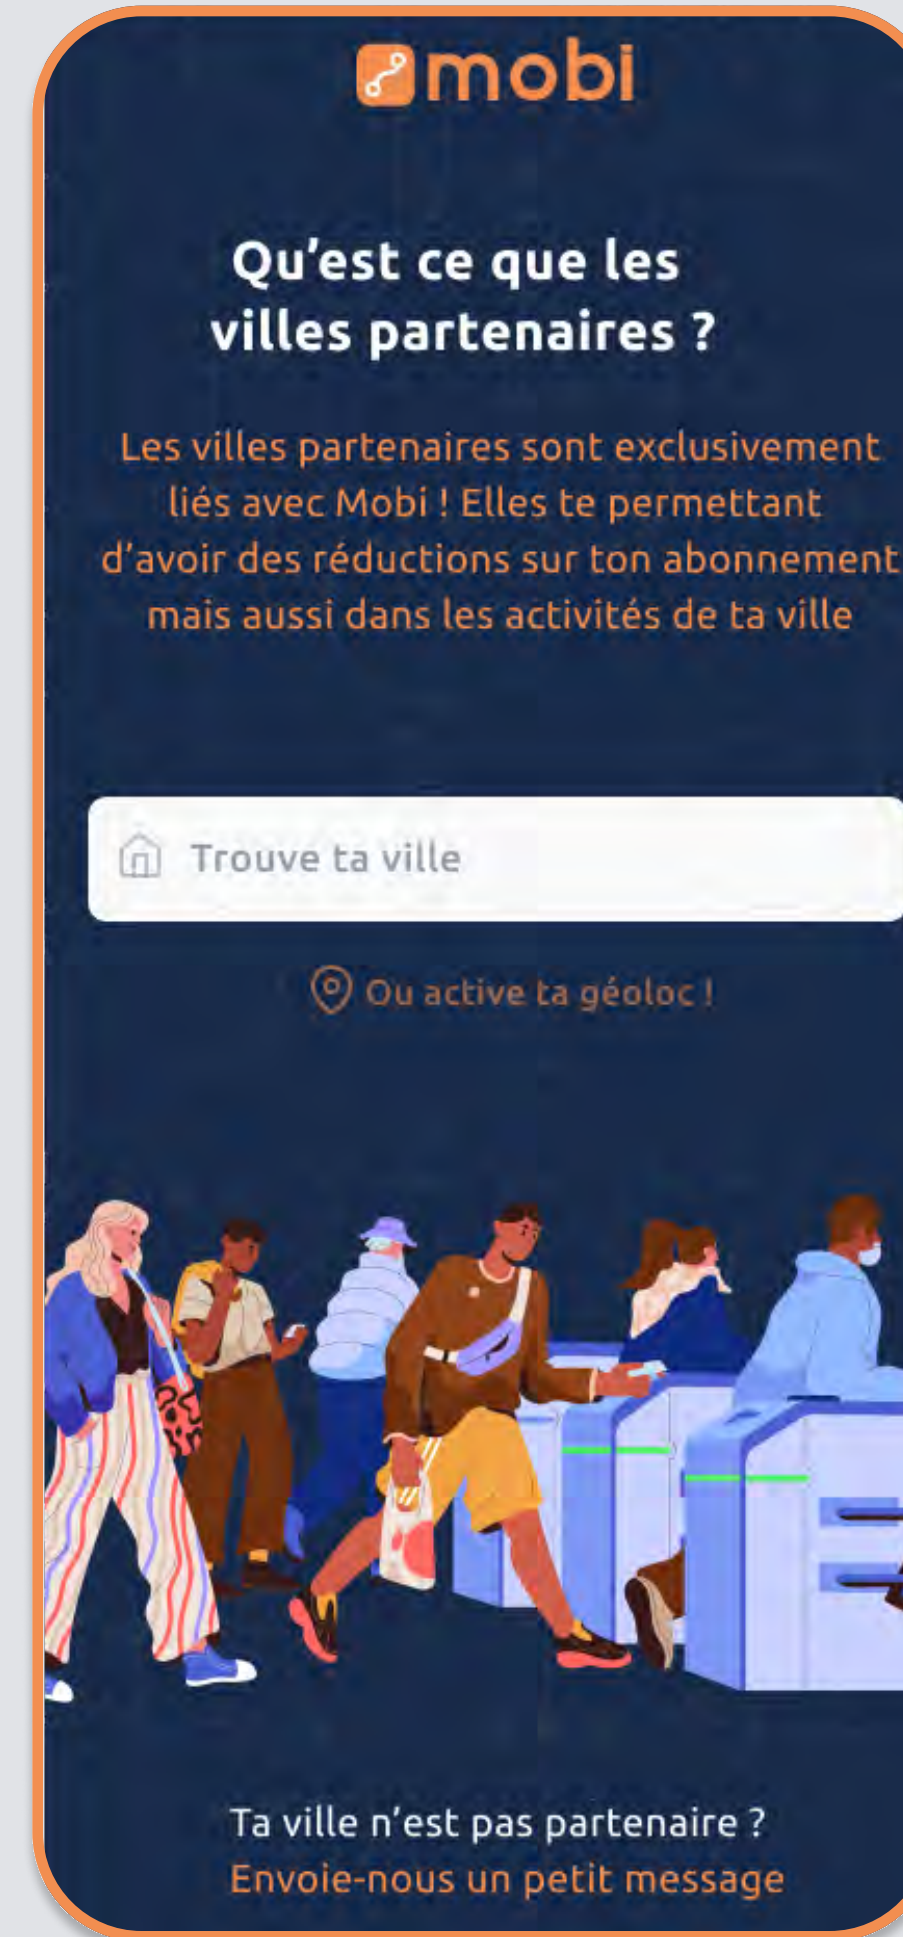 mobi
Qu'est ce que les
villes partenaires ?
Les villes partenaires sont exclusivement
liés avec Mobi ! Elles te permettant
d'avoir des réductions sur ton abonnement
mais aussi dans les activités de ta ville
Trouve ta ville
Ou active ta géoloc !
Ta ville n'est pas partenaire ?
Envoie-nous un petit message